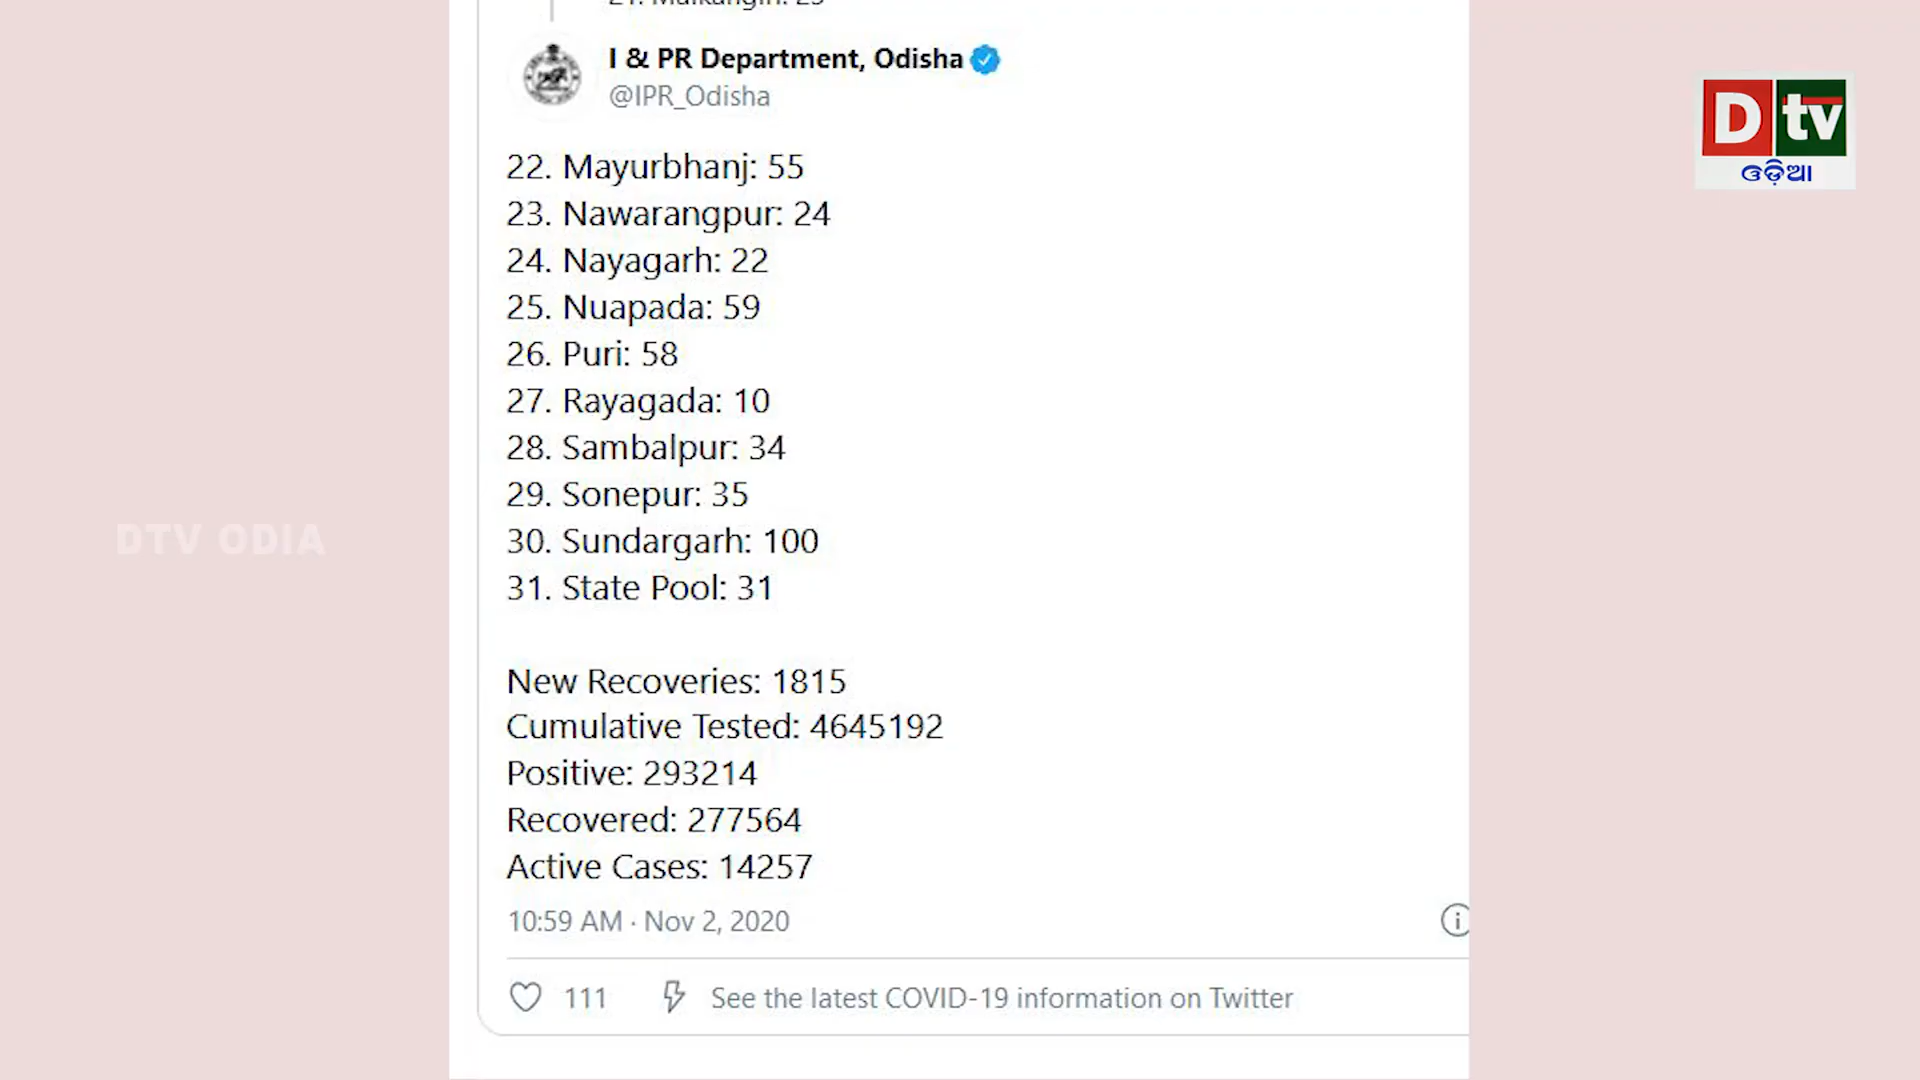 I & PR Department, Odisha
@IPR_Odisha
22. Mayurbhanj: 55
23. Nawarangpur: 24
24. Nayagarh: 22
25. Nuapada: 59
26. Puri: 58
27. Rayagada: 10
28. Sambalpur: 34
29. Sonepur: 35
30. Sundargarh: 100
31. State Pool: 31
New Recoveries: 1815
Cumulative Tested: 4645192
Positive: 293214
Recovered: 277564
Active Cases: 14257
10:59 AM · Nov 2, 2020
111 See the latest COVID-19 information on Twitter
D tv
ଓଡ଼ିଆ
DTV ODIA